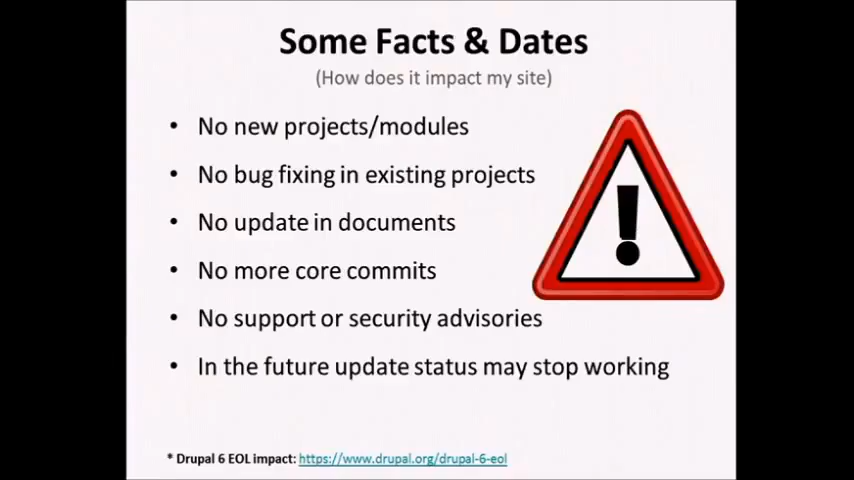 Some Facts & Dates
(How does it impact my site)
• No new projects/modules
• No bug fixing in existing projects
• No update in documents
• No more core commits
• No support or security advisories
• In the future update status may stop working
* Drupal 6 EOL impact: https://www.drupal.org/drupal-6-eol